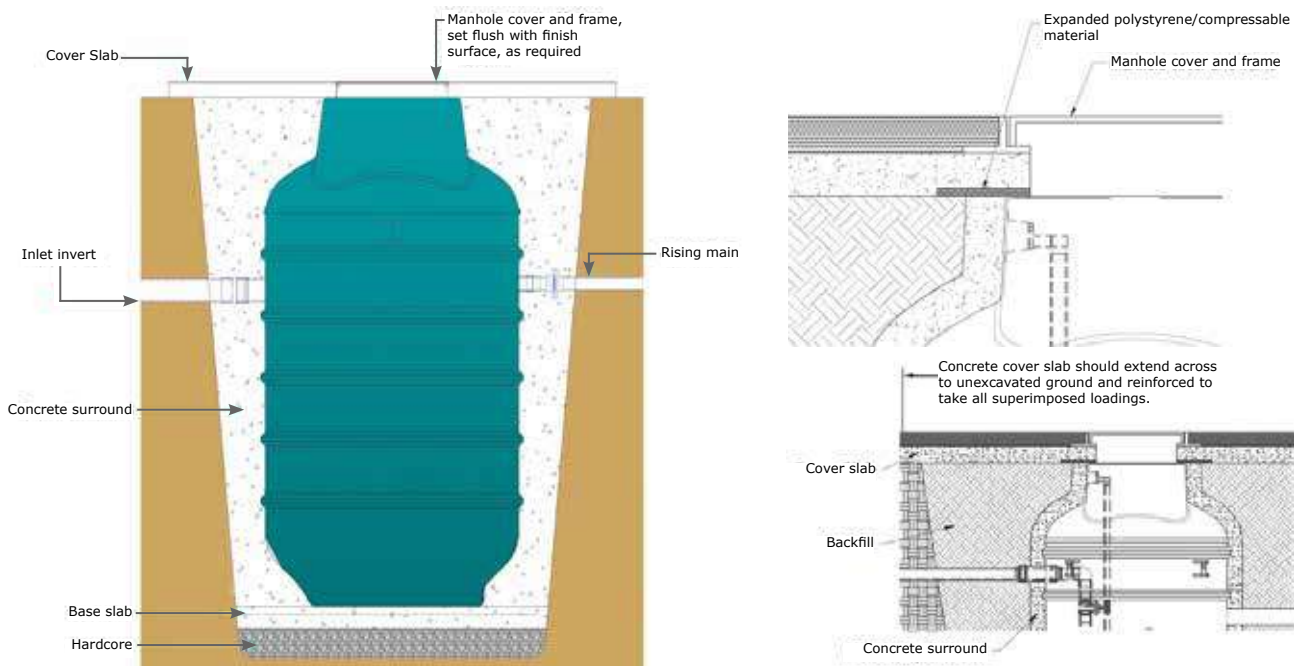 Manhole cover and frame,
set flush with finish
surface, as required
Cover Slab
Inlet invert
Rising main
Concrete surround
Base slab
Hardcore
Expanded polystyrene/compressable
material
Manhole cover and frame
Concrete cover slab should extend across
to unexcavated ground and reinforced to
take all superimposed loadings.
Cover slab
Backfill
Concrete surround